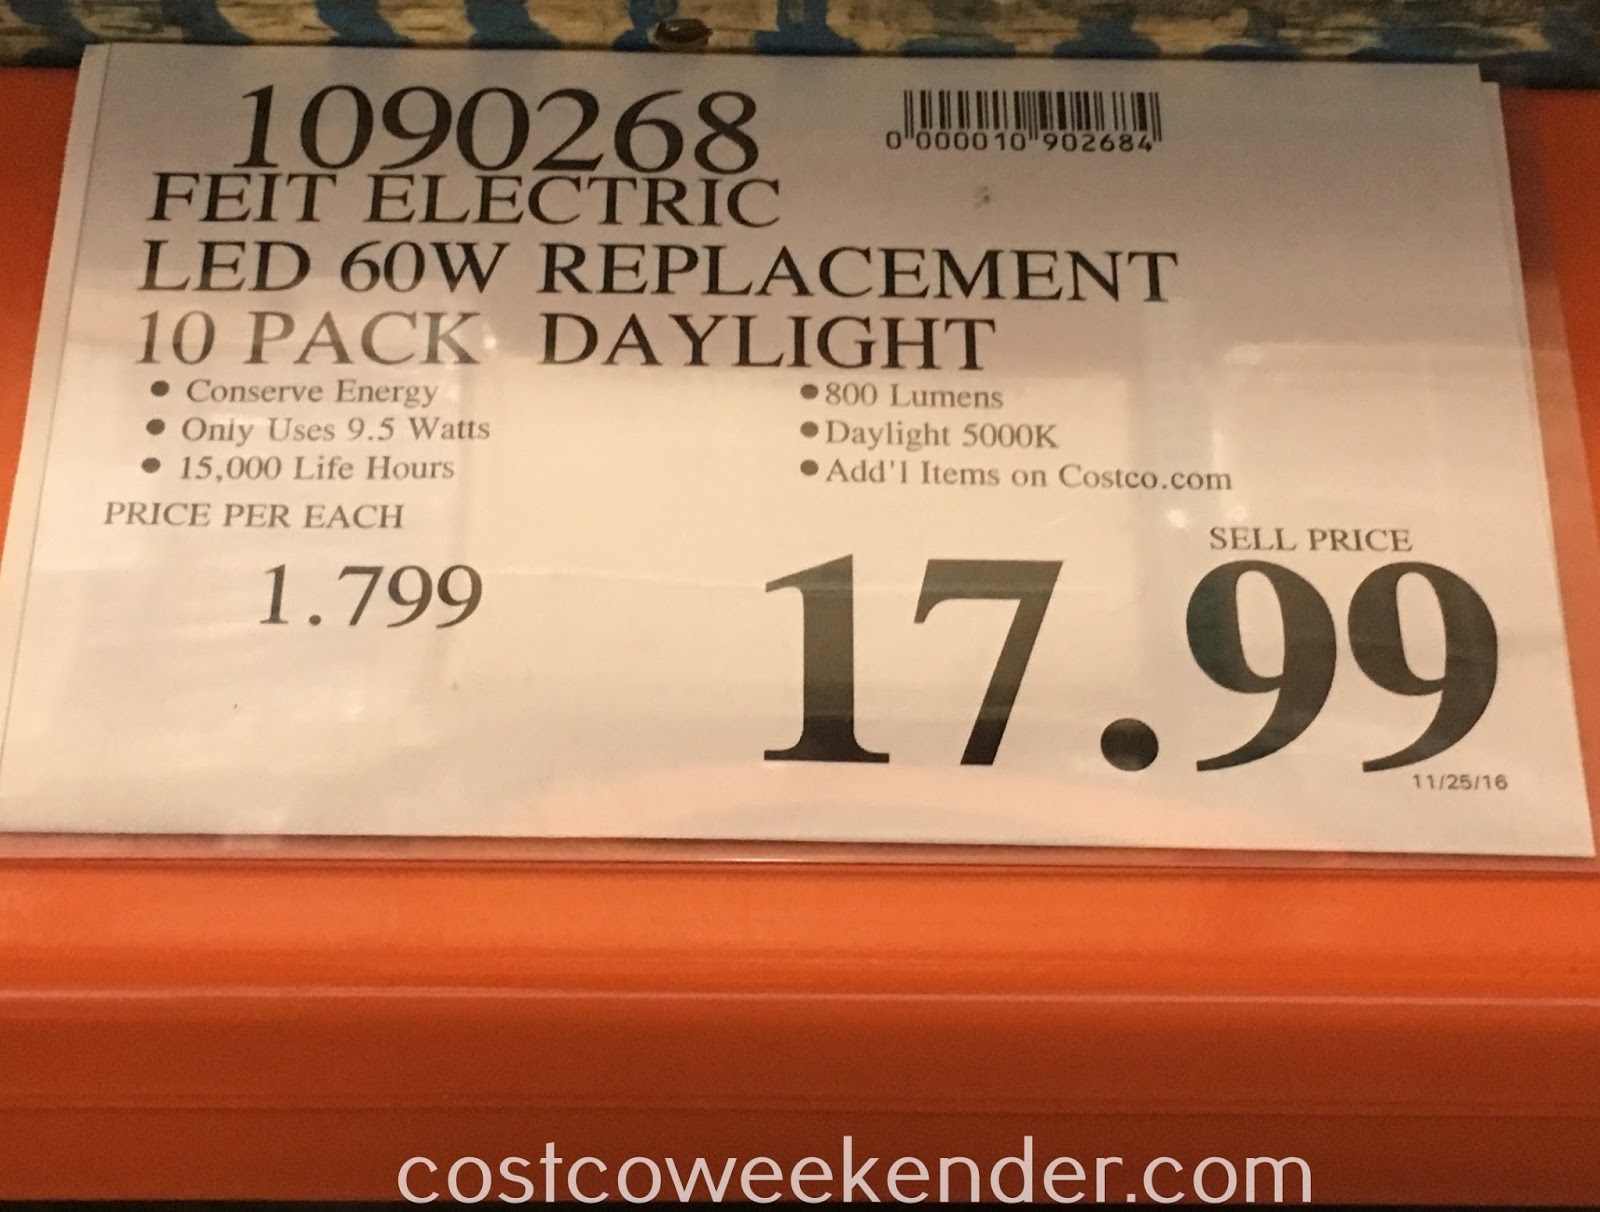 1090268
0 000010 902684
FEIT ELECTRIC
LED 60W REPLACEMENT
10 PACK DAYLIGHT
• Conserve Energy
• Only Uses 9.5 Watts
• 15,000 Life Hours
• 800 Lumens
• Daylight 5000K
• Add'l Items on Costco.com
PRICE PER EACH
1.799
SELL PRICE
17.99
11/25/16
costcoweekender.com